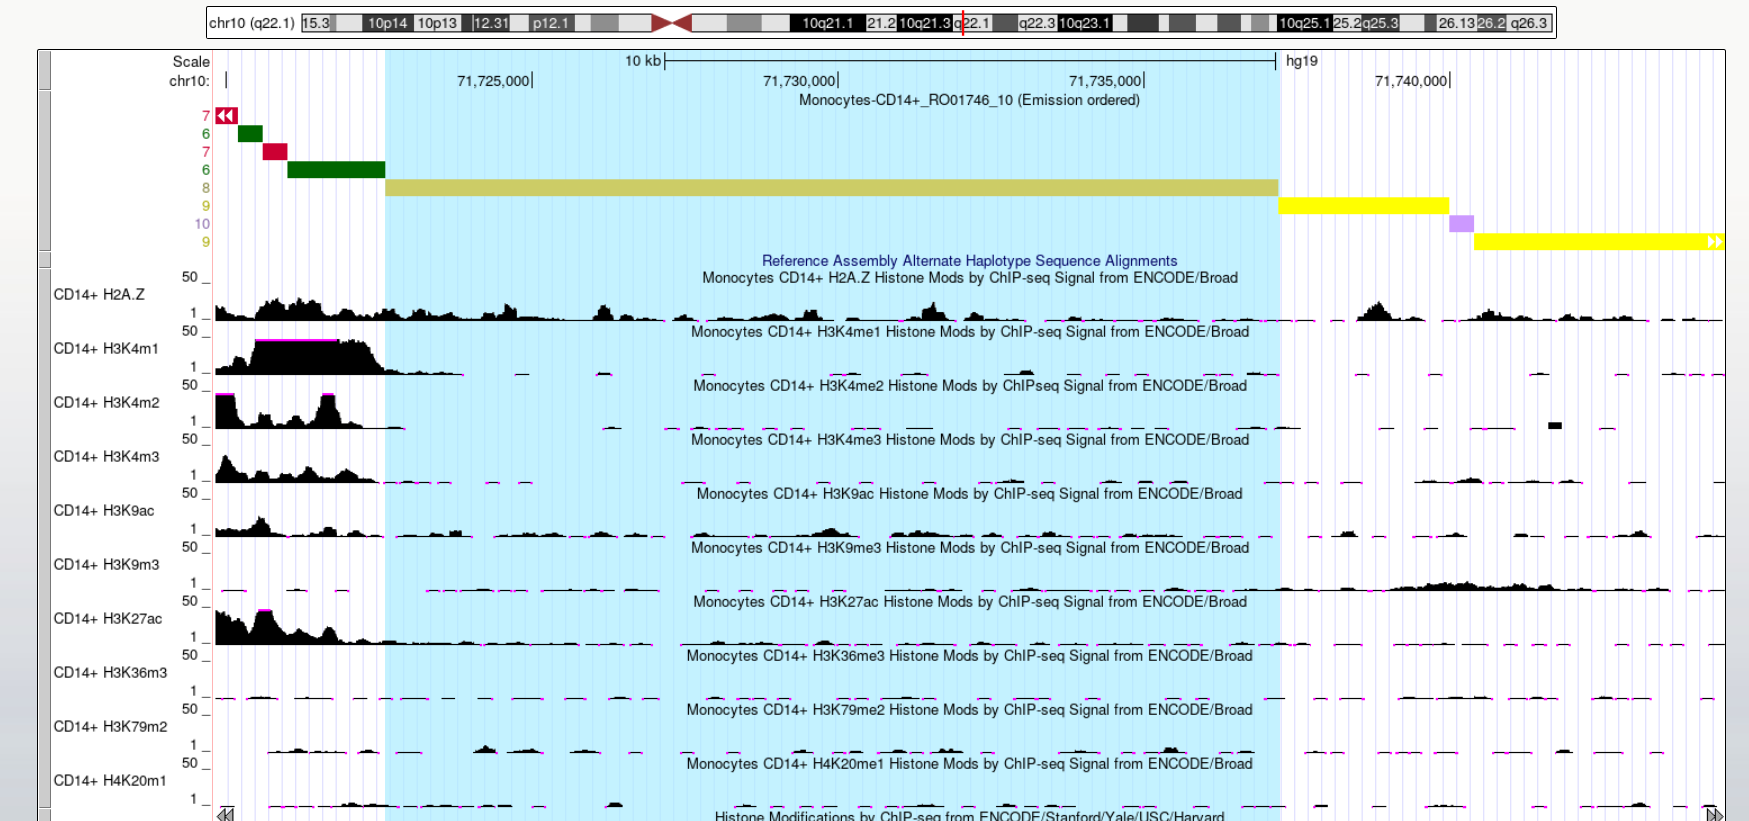 chr10 (q22.1) 15.3 10p14 10p13 12.31 p12.1 10q21.1 21.2 10q21.3 q22.1 q22.3 10q23.1 10q25.1 25.2 q25.3 26.13 26.2 q26.3
Scale 10 kb hg19
chr10: 71,725,000 71,730,000 71,735,000 71,740,000
Monocytes-CD14+_RO01746_10 (Emission ordered)
7
6
7
6
8
9
10
9
Reference Assembly Alternate Haplotype Sequence Alignments
Monocytes CD14+ H2A.Z Histone Mods by ChIP-seq Signal from ENCODE/Broad
50
CD14+ H2A.Z
1
Monocytes CD14+ H3K4me1 Histone Mods by ChIP-seq Signal from ENCODE/Broad
50
CD14+ H3K4m1
1
Monocytes CD14+ H3K4me2 Histone Mods by ChIPseq Signal from ENCODE/Broad
50
CD14+ H3K4m2
1
Monocytes CD14+ H3K4me3 Histone Mods by ChIP-seq Signal from ENCODE/Broad
50
CD14+ H3K4m3
1
Monocytes CD14+ H3K9ac Histone Mods by ChIP-seq Signal from ENCODE/Broad
50
CD14+ H3K9ac
1
Monocytes CD14+ H3K9me3 Histone Mods by ChIP-seq Signal from ENCODE/Broad
50
CD14+ H3K9m3
1
Monocytes CD14+ H3K27ac Histone Mods by ChIP-seq Signal from ENCODE/Broad
50
CD14+ H3K27ac
1
Monocytes CD14+ H3K36me3 Histone Mods by ChIP-seq Signal from ENCODE/Broad
50
CD14+ H3K36m3
1
Monocytes CD14+ H3K79me2 Histone Mods by ChIP-seq Signal from ENCODE/Broad
50
CD14+ H3K79m2
1
Monocytes CD14+ H4K20me1 Histone Mods by ChIP-seq Signal from ENCODE/Broad
50
CD14+ H4K20m1
1
Histone Modifications by ChIP-seq from ENCODE/Stanford/Yale/USC/Harvard